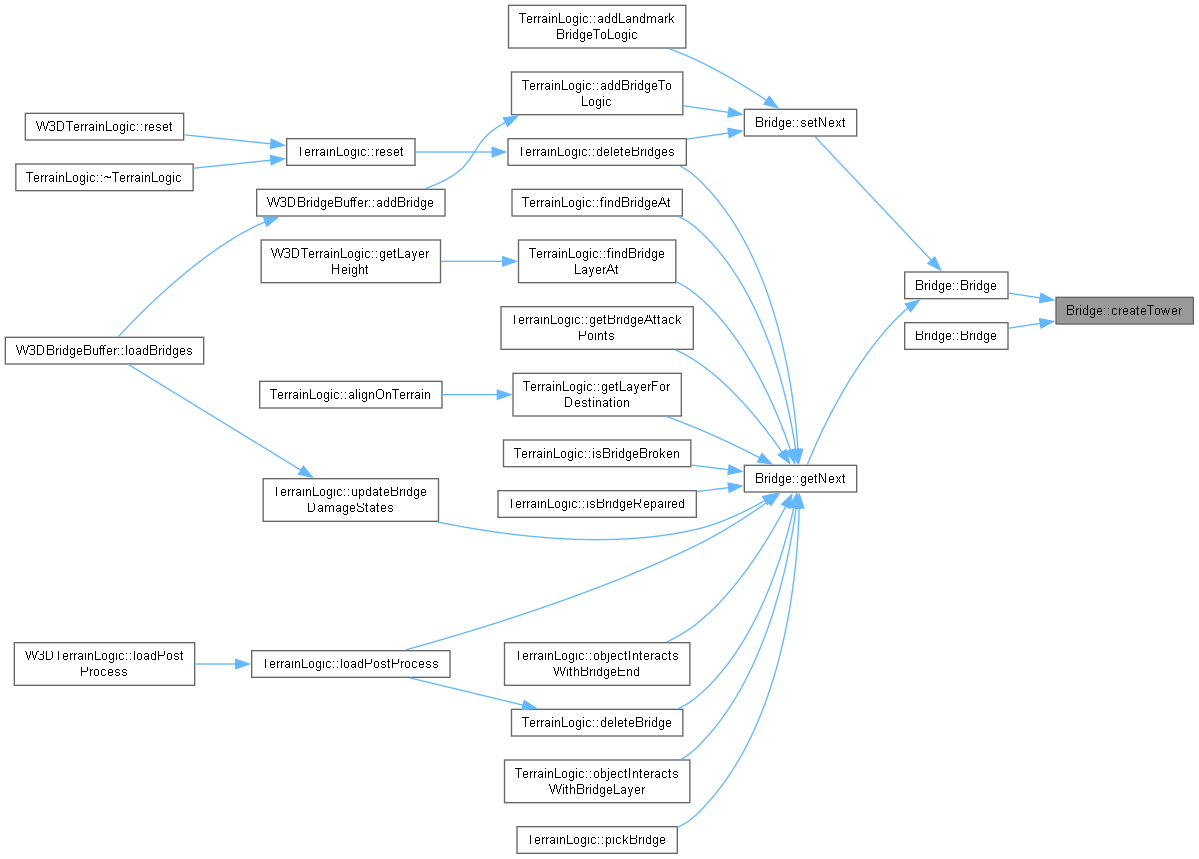 TerrainLogic::addLandmark
BridgeToLogic
TerrainLogic::addBridgeTo
Logic
Bridge::setNext
W3DTerrainLogic::reset
TerrainLogic::reset
TerrainLogic::deleteBridges
TerrainLogic::~TerrainLogic
W3DBridgeBuffer::addBridge
TerrainLogic::findBridgeAt
W3DTerrainLogic::getLayer
Height
TerrainLogic::findBridge
LayerAt
Bridge::Bridge
Bridge::createTower
TerrainLogic::getBridgeAttack
Points
Bridge::Bridge
W3DBridgeBuffer::loadBridges
TerrainLogic::alignOnTerrain
TerrainLogic::getLayerFor
Destination
TerrainLogic::isBridgeBroken
Bridge::getNext
TerrainLogic::updateBridge
DamageStates
TerrainLogic::isBridgeRepaired
W3DTerrainLogic::loadPost
Process
TerrainLogic::loadPostProcess
TerrainLogic::objectInteracts
WithBridgeEnd
TerrainLogic::deleteBridge
TerrainLogic::objectInteracts
WithBridgeLayer
TerrainLogic::pickBridge